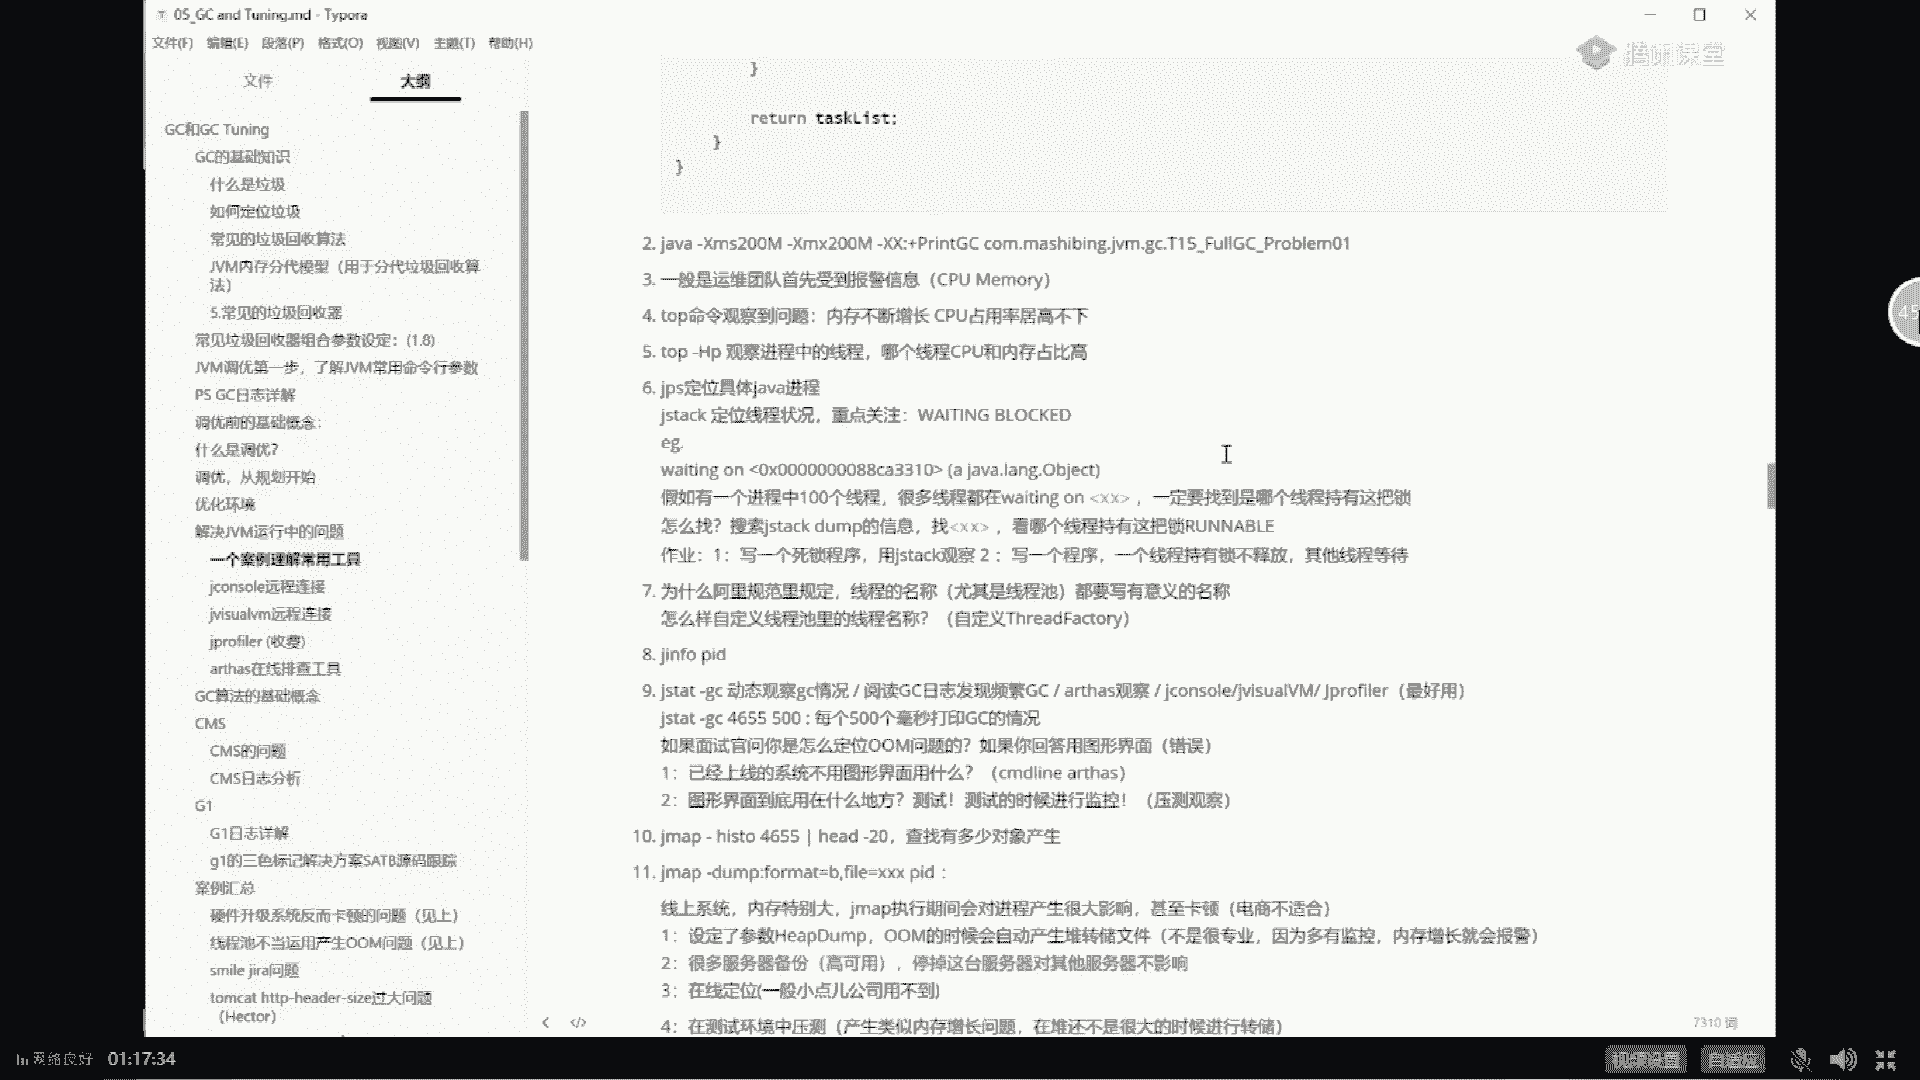 05_GC and Tuning.md - Typora
文件(F) 编辑(E) 段落(P) 格式(O) 视图(V) 主题(T) 帮助(H)
文件 大纲
腾讯课堂
GC和GC Tuning
GC的基础知识
什么是垃圾
如何定位垃圾
常见的垃圾回收算法
JVM内存分代模型（用于分代垃圾回收算
法）
5.常见的垃圾回收器
常见垃圾回收器组合参数设定：(1.8)
JVM调优第一步，了解JVM常用命令行参数
PS GC日志详解
调优前的基础概念：
什么是调优？
调优，从规划开始
优化环境
解决JVM运行中的问题
一个案例理解常用工具
jconsole远程连接
jvisualvm远程连接
jprofiler (收费)
arthas在线排查工具
GC算法的基础概念
CMS
CMS的问题
CMS日志分析
G1
G1日志详解
g1的三色标记解决方案SATB源码跟踪
案例汇总
硬件升级系统反而卡顿的问题（见上）
线程池不当运用产生OOM问题（见上）
smile jira问题
tomcat http-header-size过大问题
（Hector）
}
return taskList;
}
}
2. java -Xms200M -Xmx200M -XX:+PrintGC com.mashibing.jvm.gc.T15_FullGC_Problem01
3. 一般是运维团队首先受到报警信息（CPU Memory）
4. top命令观察到问题：内存不断增长 CPU占用率居高不下
5. top -Hp 观察进程中的线程，哪个线程CPU和内存占比高
6. jps定位具体java进程
jstack 定位线程状况，重点关注：WAITING BLOCKED
eg.
waiting on <0x0000000088ca3310> (a java.lang.Object)
假如有一个进程中100个线程，很多线程都在waiting on <xx> ，一定要找到是哪个线程持有这把锁
怎么找？搜索jstack dump的信息，找<xx> ，看哪个线程持有这把锁RUNNABLE
作业：1：写一个死锁程序，用jstack观察 2 ：写一个程序，一个线程持有锁不释放，其他线程等待
7. 为什么阿里规范里规定，线程的名称（尤其是线程池）都要写有意义的名称
怎么样自定义线程池里的线程名称？（自定义ThreadFactory）
8. jinfo pid
9. jstat -gc 动态观察gc情况 / 阅读GC日志发现频繁GC / arthas观察 / jconsole/jvisualVM/ Jprofiler（最好用）
jstat -gc 4655 500 : 每个500个毫秒打印GC的情况
如果面试官问你是怎么定位OOM问题的？如果你回答用图形界面（错误）
1：已经上线的系统不用图形界面用什么？（cmdline arthas）
2：图形界面到底用在什么地方？测试！测试的时候进行监控！（压测观察）
10. jmap - histo 4655 | head -20，查找有多少对象产生
11. jmap -dump:format=b,file=xxx pid ：
线上系统，内存特别大，jmap执行期间会对进程产生很大影响，甚至卡顿（电商不适合）
1：设定了参数HeapDump，OOM的时候会自动产生堆转储文件（不是很专业，因为多有监控，内存增长就会报警）
2：很多服务器备份（高可用），停掉这台服务器对其他服务器不影响
3：在线定位(一般小点儿公司用不到)
4：在测试环境中压测（产生类似内存增长问题，在堆还不是很大的时候进行转储）
7310 词
网络良好 01:17:34
视频设置 自适应